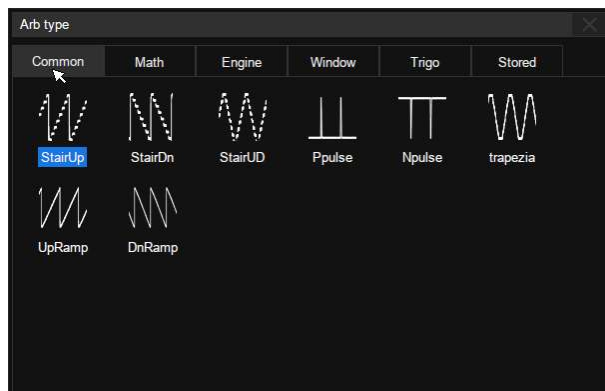 Arb type
Common Math Engine Window Trigo Stored
StairUp StairDn StairUD Ppulse Npulse trapezia
UpRamp DnRamp